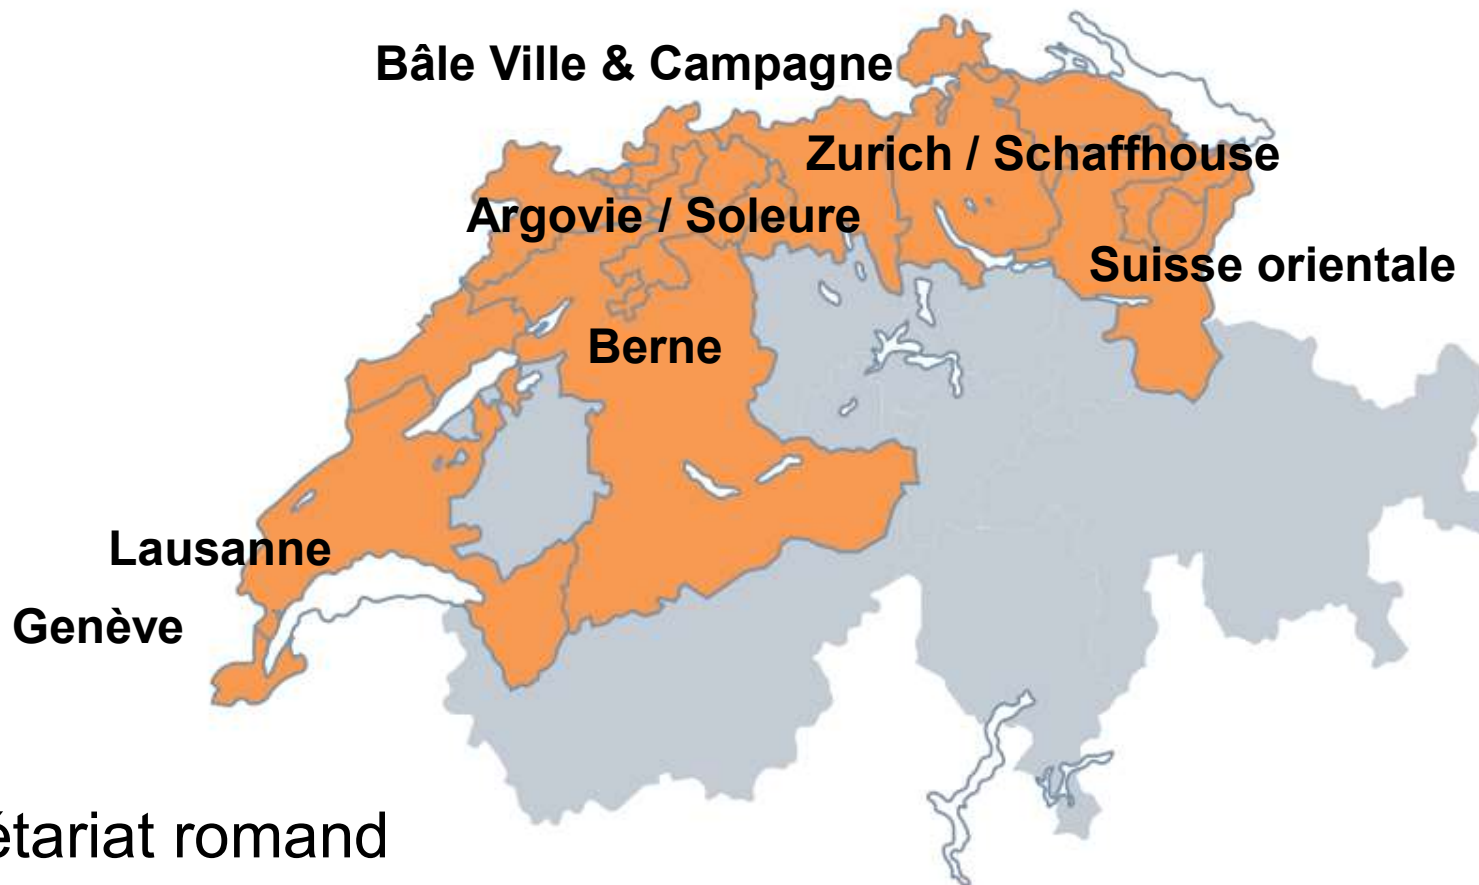 Bâle Ville & Campagne
Zurich / Schaffhouse
Argovie / Soleure
Suisse orientale
Berne
Lausanne
Genève
étariat romand